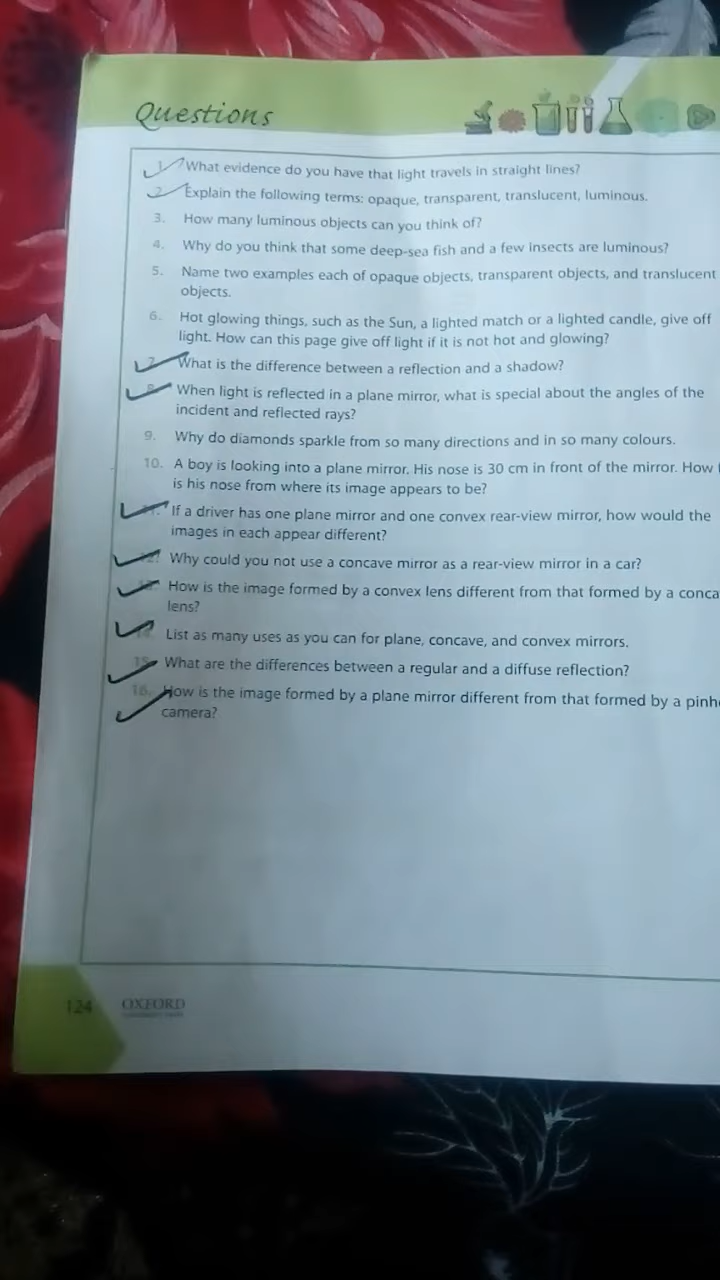 Questions
1. What evidence do you have that light travels in straight lines?
2. Explain the following terms: opaque, transparent, translucent, luminous.
3. How many luminous objects can you think of?
4. Why do you think that some deep-sea fish and a few insects are luminous?
5. Name two examples each of opaque objects, transparent objects, and translucent
objects.
6. Hot glowing things, such as the Sun, a lighted match or a lighted candle, give off
light. How can this page give off light if it is not hot and glowing?
7. What is the difference between a reflection and a shadow?
8. When light is reflected in a plane mirror, what is special about the angles of the
incident and reflected rays?
9. Why do diamonds sparkle from so many directions and in so many colours.
10. A boy is looking into a plane mirror. His nose is 30 cm in front of the mirror. How
is his nose from where its image appears to be?
11. If a driver has one plane mirror and one convex rear-view mirror, how would the
images in each appear different?
12. Why could you not use a concave mirror as a rear-view mirror in a car?
13. How is the image formed by a convex lens different from that formed by a conca
lens?
14. List as many uses as you can for plane, concave, and convex mirrors.
15. What are the differences between a regular and a diffuse reflection?
16. How is the image formed by a plane mirror different from that formed by a pinh
camera?
124 OXFORD